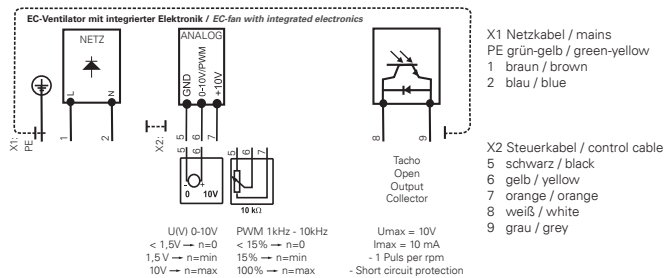 EC-Ventilator mit integrierter Elektronik / EC-fan with integrated electronics
NETZ
L
N
ANALOG
GND
0-10V/PWM
+10V
X1:
PE
1
2
X2:
5
6
7
8
9
5
6
- +
0 10V
5
6
7
10 kΩ
Tacho
Open
Output
Collector
U(V) 0-10V
< 1,5V → n=0
1,5 V → n=min
10V → n=max
PWM 1kHz - 10kHz
< 15% → n=0
15% → n=min
100% → n=max
Umax = 10V
Imax = 10 mA
- 1 Puls per rpm
- Short circuit protection
X1 Netzkabel / mains
PE grün-gelb / green-yellow
1 braun / brown
2 blau / blue
X2 Steuerkabel / control cable
5 schwarz / black
6 gelb / yellow
7 orange / orange
8 weiß / white
9 grau / grey